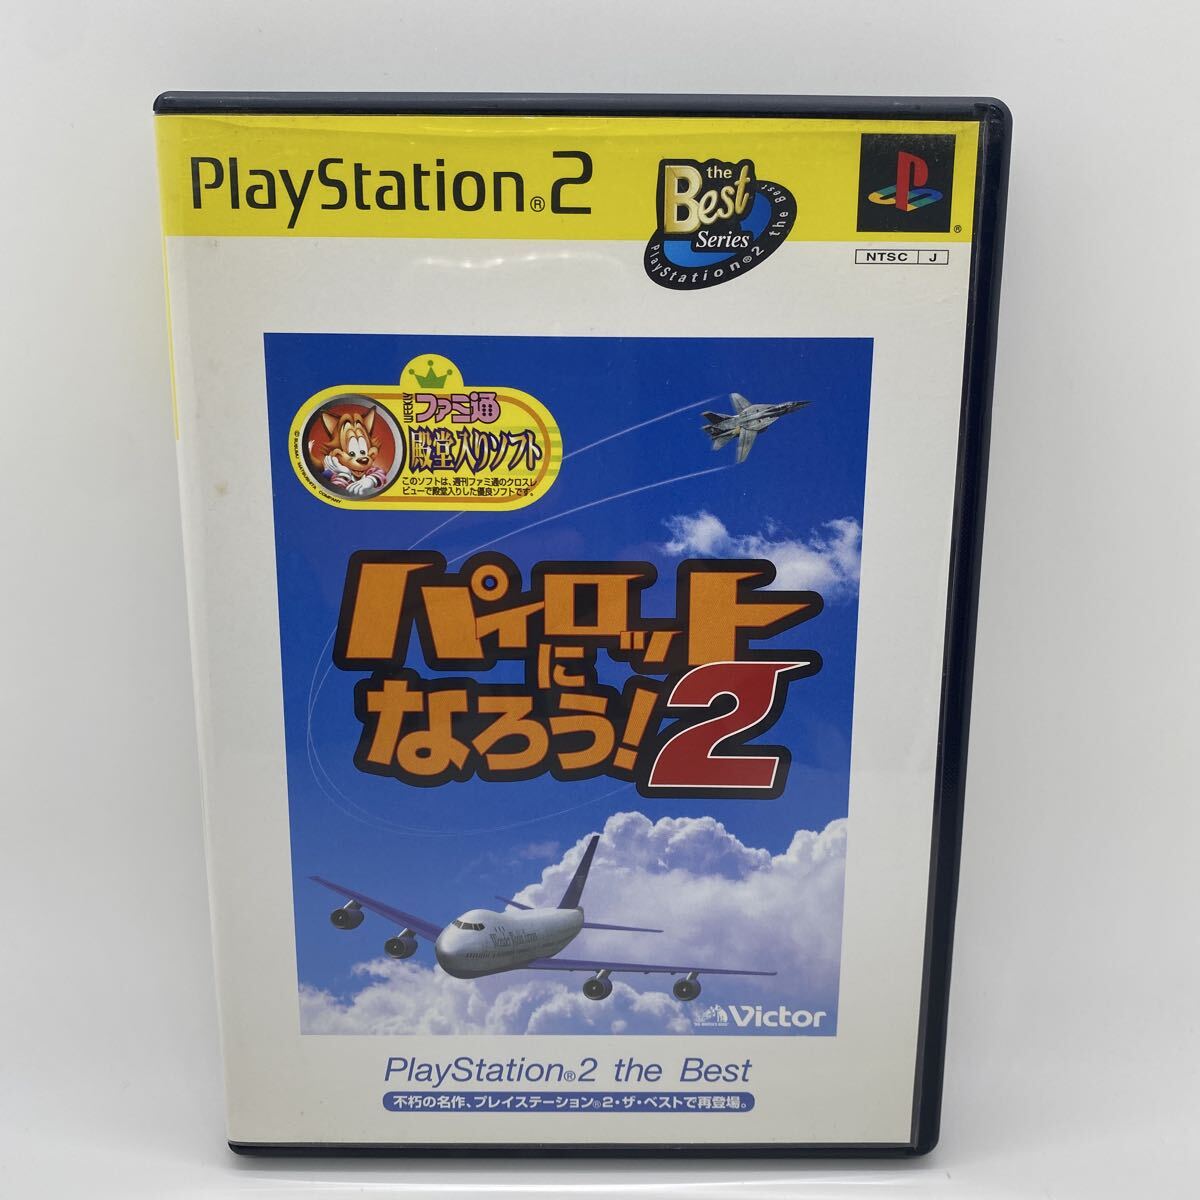 PlayStation®2
the
Best
Series
PlayStation®2 the Best
®
NTSC J
WEEKLY ファミ通
殿堂入りソフト
このソフトは、週刊ファミ通のクロスレ
ビューで殿堂入りした優良ソフトです。
© SUSUMU MATSUSHITA COMPANY
パイロット
に
なろう!2
Victor
PlayStation®2 the Best
不朽の名作、プレイステーション®2・ザ・ベストで再登場。